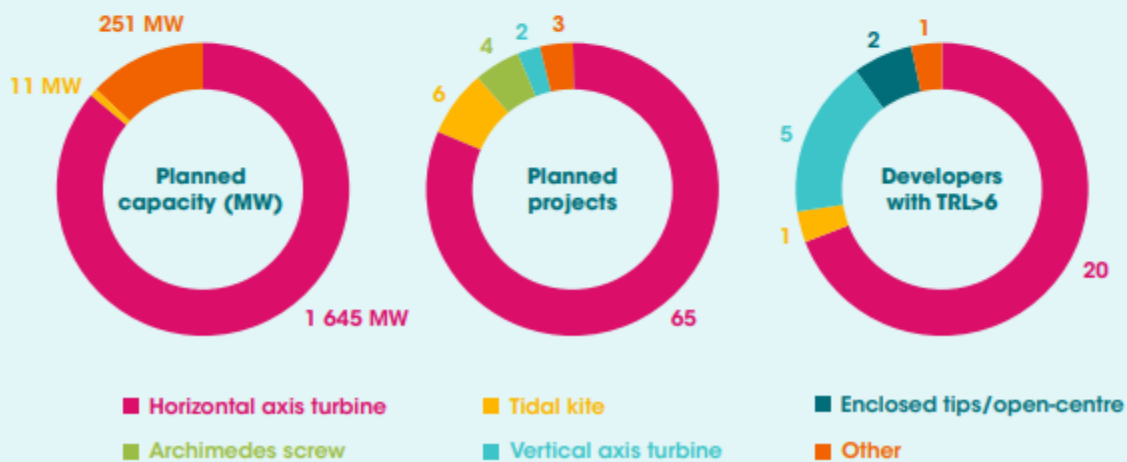 251 MW
11 MW
Planned
capacity (MW)
1 645 MW
3
2
4
6
Planned
projects
65
1
2
5
1
Developers
with TRL>6
20
Horizontal axis turbine
Tidal kite
Enclosed tips/open-centre
Archimedes screw
Vertical axis turbine
Other